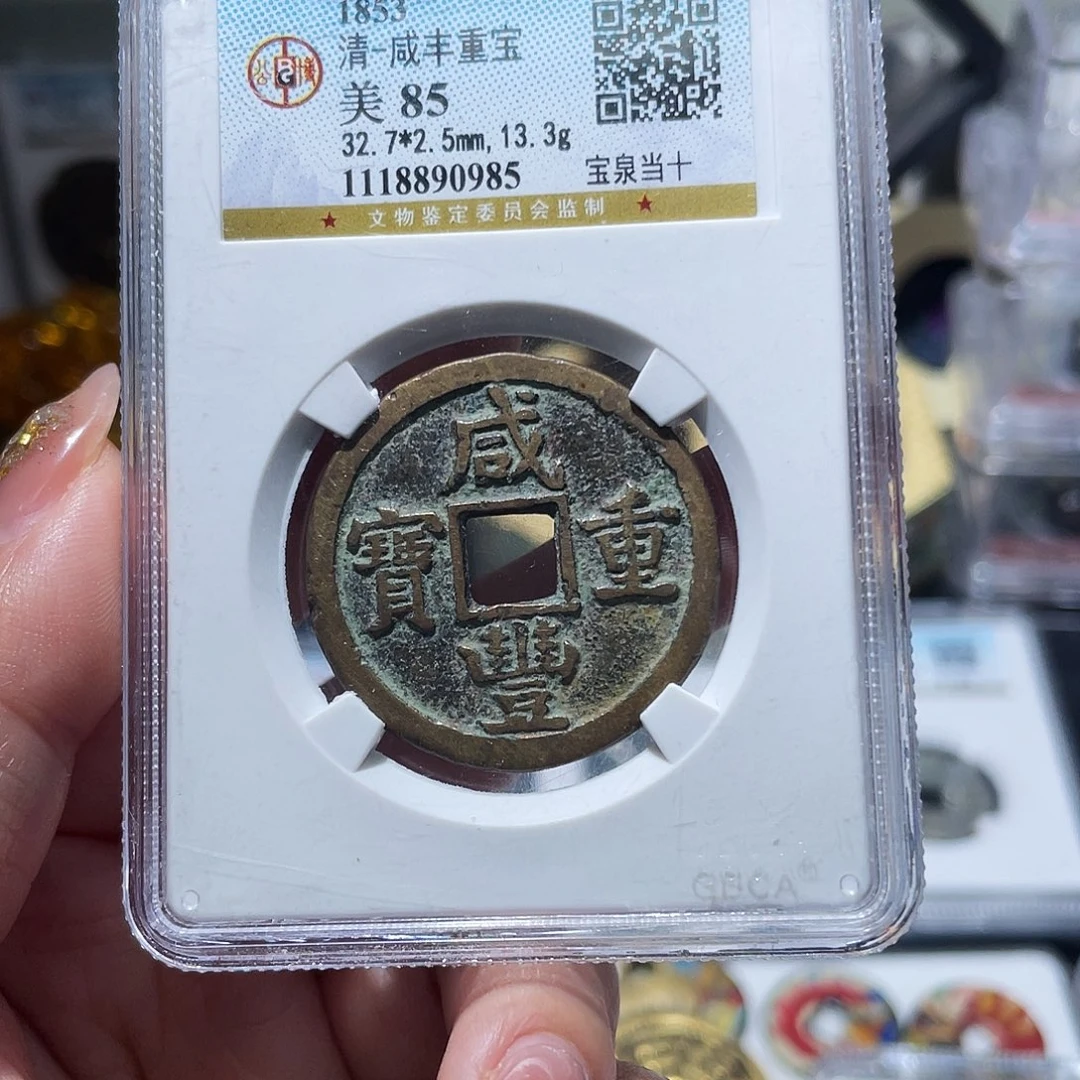 1853
清-咸丰重宝
美 85
32.7*2.5mm, 13.3g
1118890985
宝泉当十
★ 文物鉴定委员会监制 ★
咸
寶 重
豐
GBCA